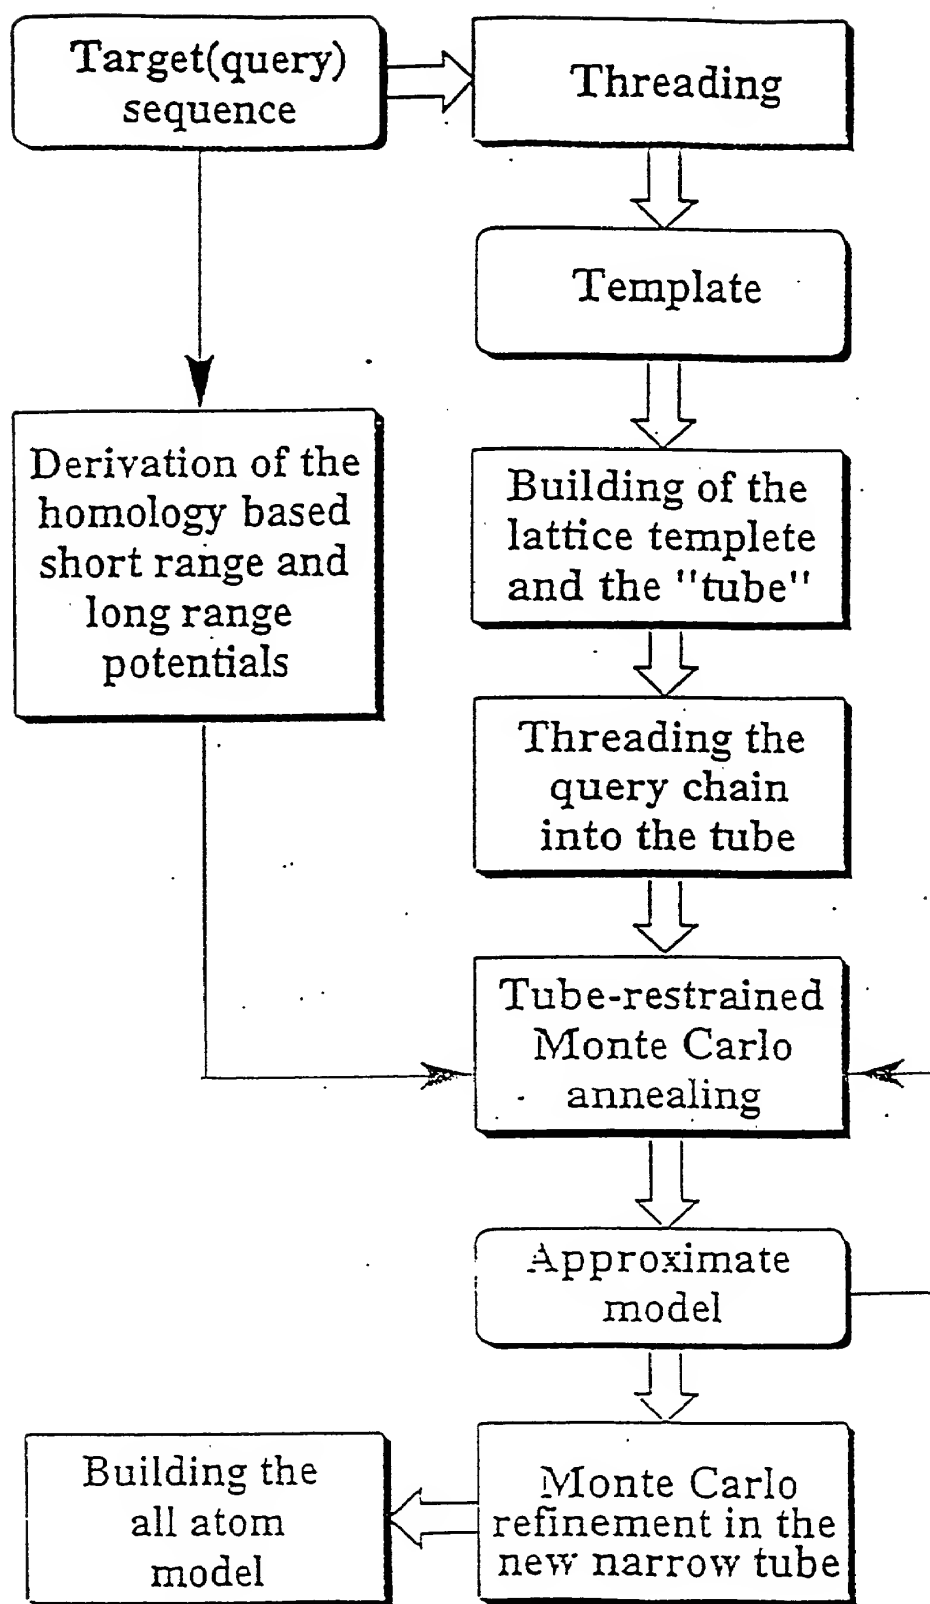 Target(query)
sequence
Threading
Template
Derivation of the
homology based
short range and
long range
potentials
Building of the
lattice templete
and the "tube"
Threading the
query chain
into the tube
Tube-restrained
Monte Carlo
annealing
Approximate
model
Monte Carlo
refinement in the
new narrow tube
Building the
all atom
model